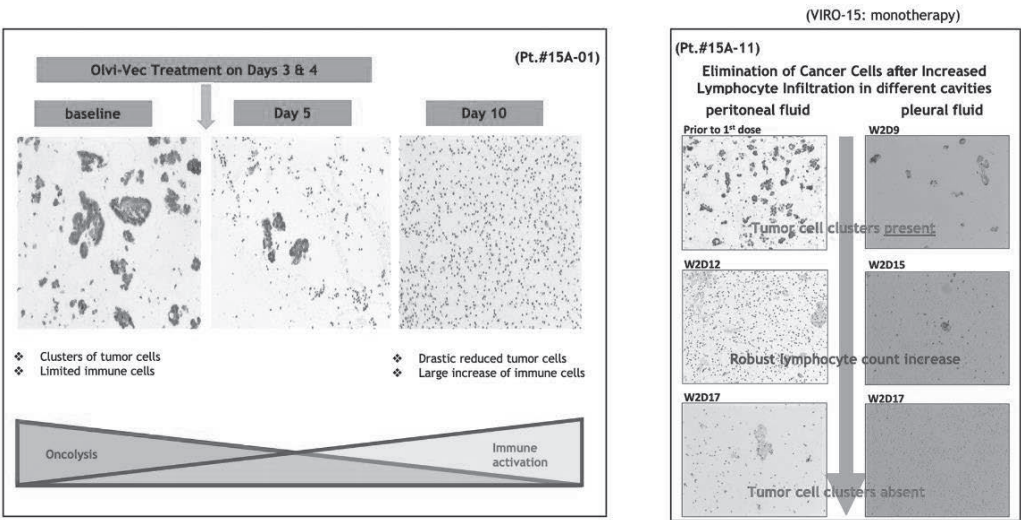 (VIRO-15: monotherapy)
(Pt.#15A-01)
Olvi-Vec Treatment on Days 3 & 4
baseline
Day 5
Day 10
❖ Clusters of tumor cells
❖ Limited immune cells
❖ Drastic reduced tumor cells
❖ Large increase of immune cells
Oncolysis
Immune
activation
(Pt.#15A-11)
Elimination of Cancer Cells after Increased
Lymphocyte Infiltration in different cavities
peritoneal fluid
pleural fluid
Prior to 1st dose
W2D9
Tumor cell clusters present
W2D12
W2D15
Robust lymphocyte count increase
W2D17
W2D17
Tumor cell clusters absent